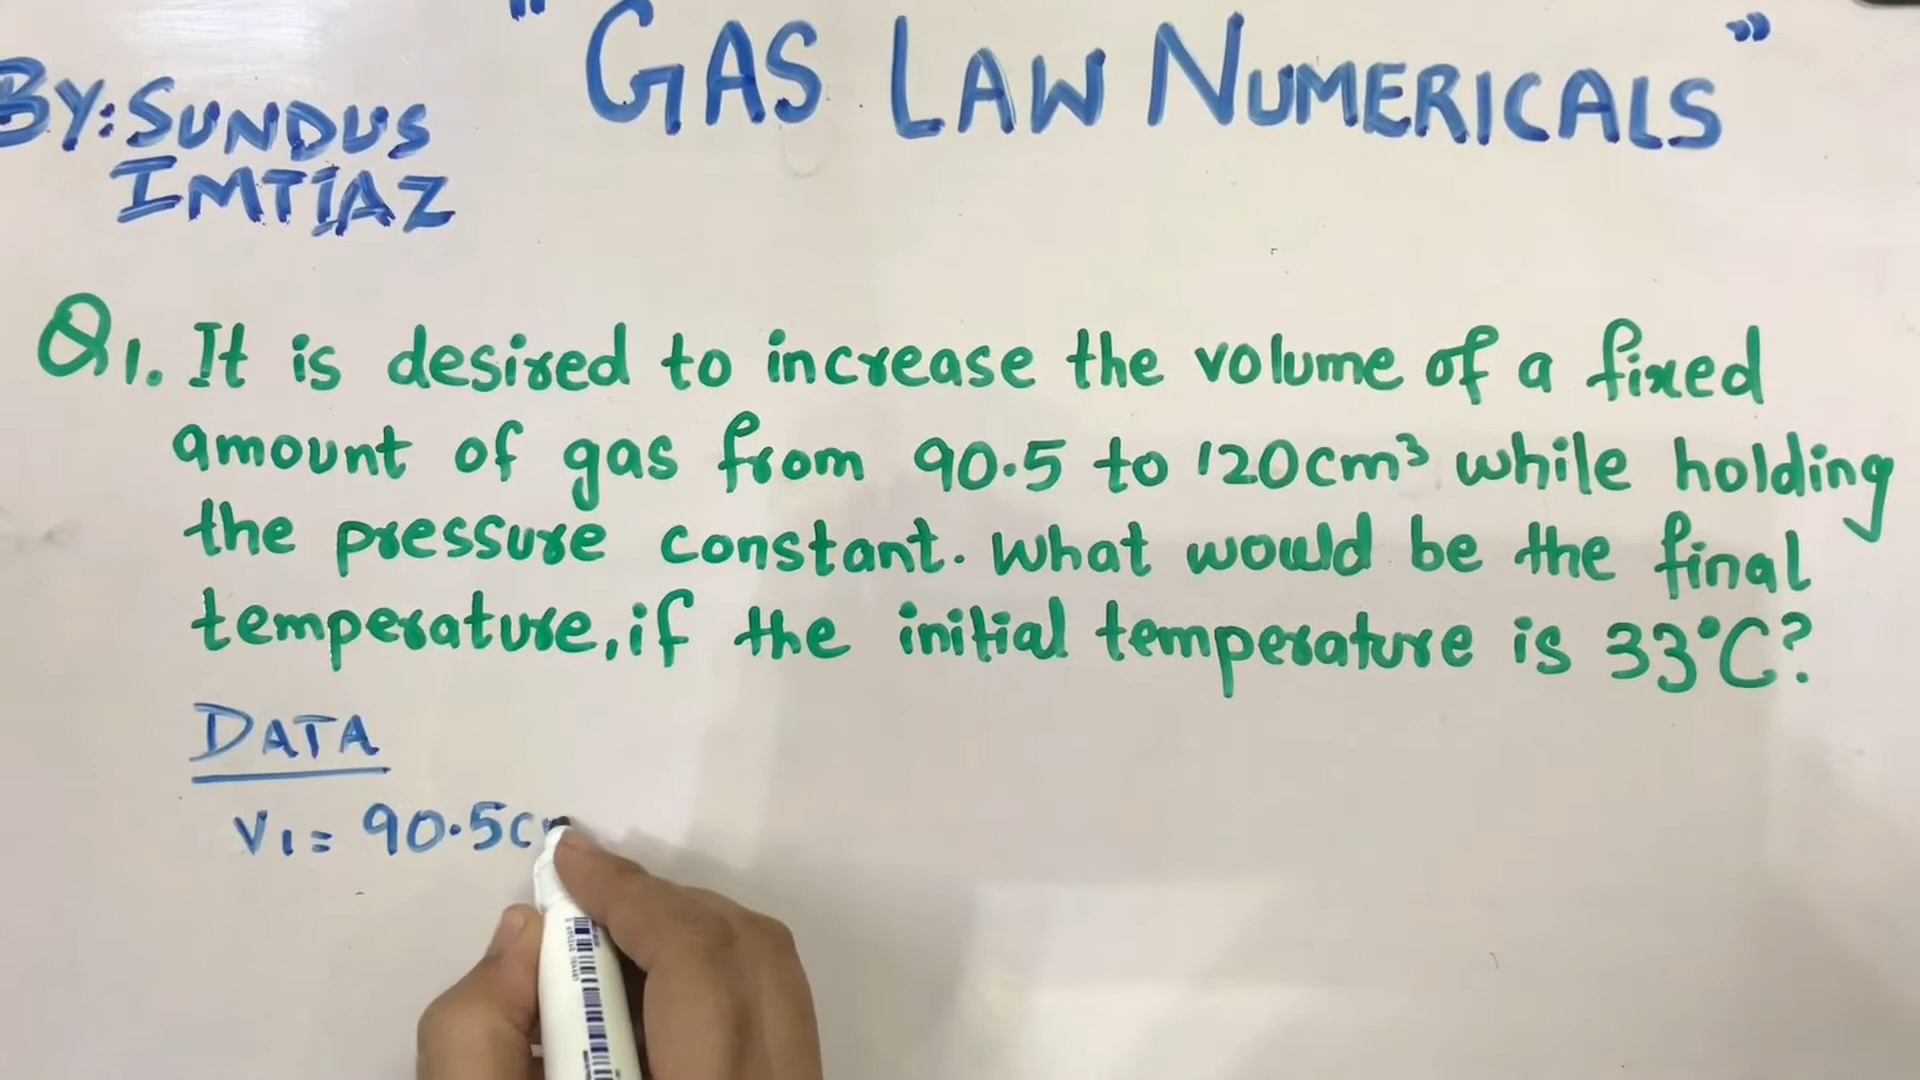 "GAS LAW NUMERICALS"
BY: SUNDUS
IMTIAZ
Q1. It is desired to increase the volume of a fixed
amount of gas from 90.5 to 120cm³ while holding
the pressure constant. What would be the final
temperature, if the initial temperature is 33°C?
DATA
V1 = 90.5c